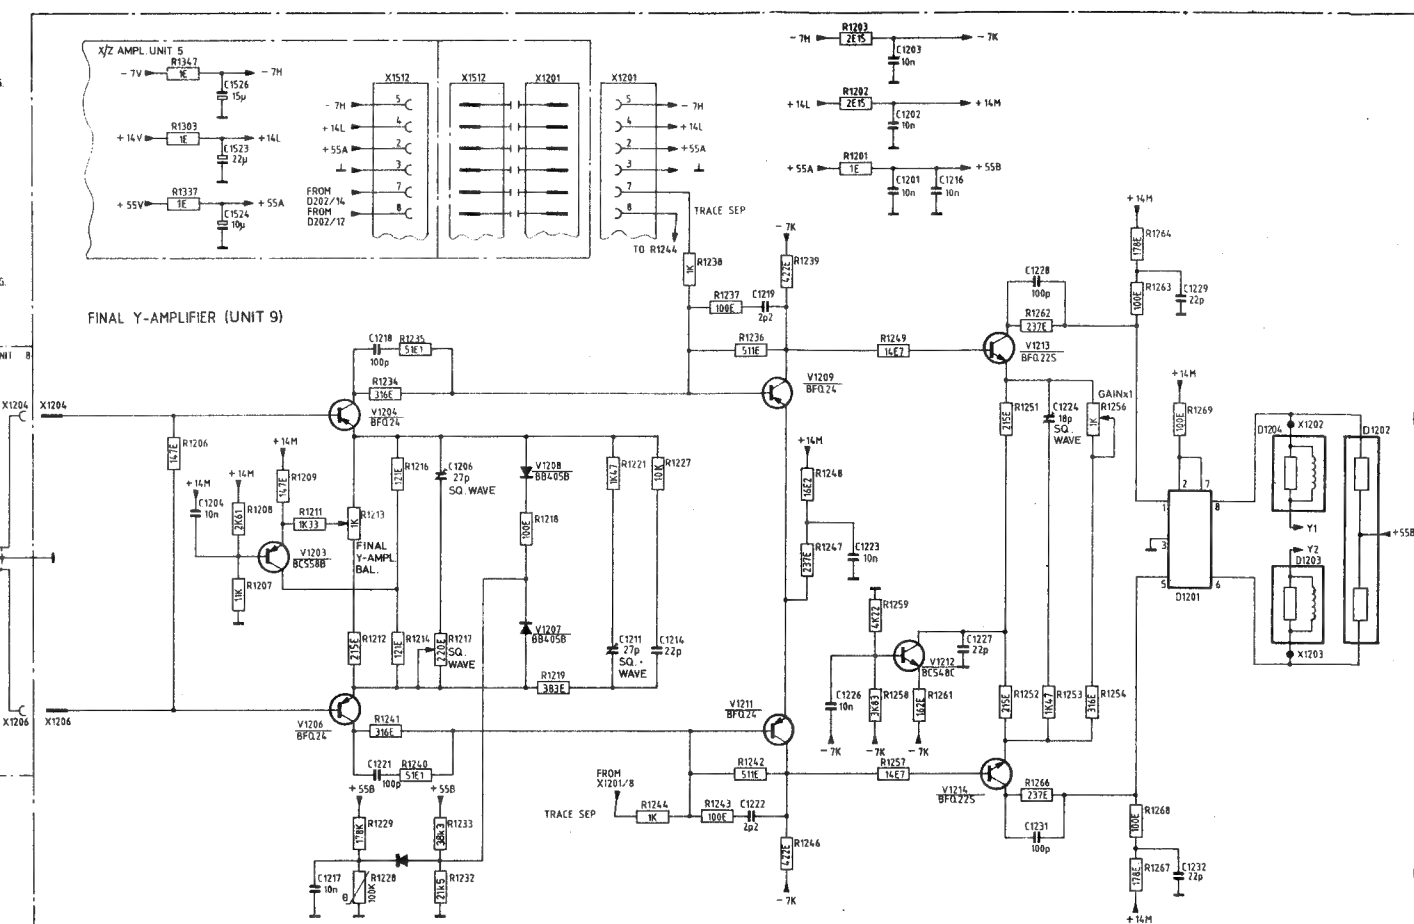 X/Z AMPL. UNIT 5
R1347
- 7V
1E
- 7H
C1526
15µ
R1303
+ 14V
1E
+ 14L
C1523
22µ
R1337
+ 55V
1E
+ 55A
C1524
10µ
X1512
X1512
X1201
X1201
- 7H 5
+ 14L 4
+ 55A 2
3
FROM D202/14 7
FROM D202/12 8
5 - 7H
4 + 14L
2 + 55A
3
7
8
TRACE SEP
TO R1244
R1203
- 7H
2E15
- 7K
C1203
10n
R1202
+ 14L
2E15
+ 14M
C1202
10n
R1201
+ 55A
1E
+ 55B
C1201
10n
C1216
10n
FINAL Y-AMPLIFIER (UNIT 9)
R1238
1K
- 7K
R1239
422E
R1237
100E
C1219
2p2
R1236
511E
R1249
14E7
C1228
100p
R1262
237E
V1213
BFQ22S
+ 14M
R1264
178E
R1263
100E
C1229
22p
C1218
100p
R1235
51E1
R1234
316E
V1204
BFQ24
V1209
BFQ24
X1204
X1204
R1206
147E
+ 14M
C1204
10n
+ 14M
R1208
2K61
+ 14M
R1209
147E
R1211
1K33
R1213
1K
FINAL
Y-AMPL.
BAL.
V1203
BC558B
R1207
11K
R1216
121E
C1206
27p
SQ. WAVE
V1208
BB405B
R1218
100E
R1221
1K47
R1227
10K
+14M
R1248
16E2
R1247
237E
C1223
10n
R1251
215E
C1224
18p
SQ.
WAVE
GAINx1
R1256
1K
+14M
R1269
100E
2
7
1
8
3
5
6
D1201
D1204
X1202
Y1
Y2
D1203
X1203
D1202
+ 55B
R1212
215E
R1214
121E
R1217
220E
SQ.
WAVE
V1207
BB405B
C1211
27p
SQ.
WAVE
C1214
22p
R1219
383E
R1259
4K22
V1212
BC548C
C1227
22p
C1226
10n
R1258
3K83
R1261
162E
- 7K
- 7K
- 7K
R1252
215E
R1253
1K47
R1254
316E
X1206
X1206
V1206
BFQ24
R1241
316E
C1221
100p
R1240
51E1
V1211
BFQ24
R1242
511E
R1257
14E7
V1214
BFQ22S
R1266
237E
C1231
100p
FROM
X1201/8
TRACE SEP
R1244
1K
R1243
100E
C1222
2p2
R1246
422E
- 7K
R1268
100E
R1267
178E
C1232
22p
+ 14M
+ 55B
R1229
+ 55B
R1233
38k3
C1217
10n
R1228
100K
θ
R1232
21k5